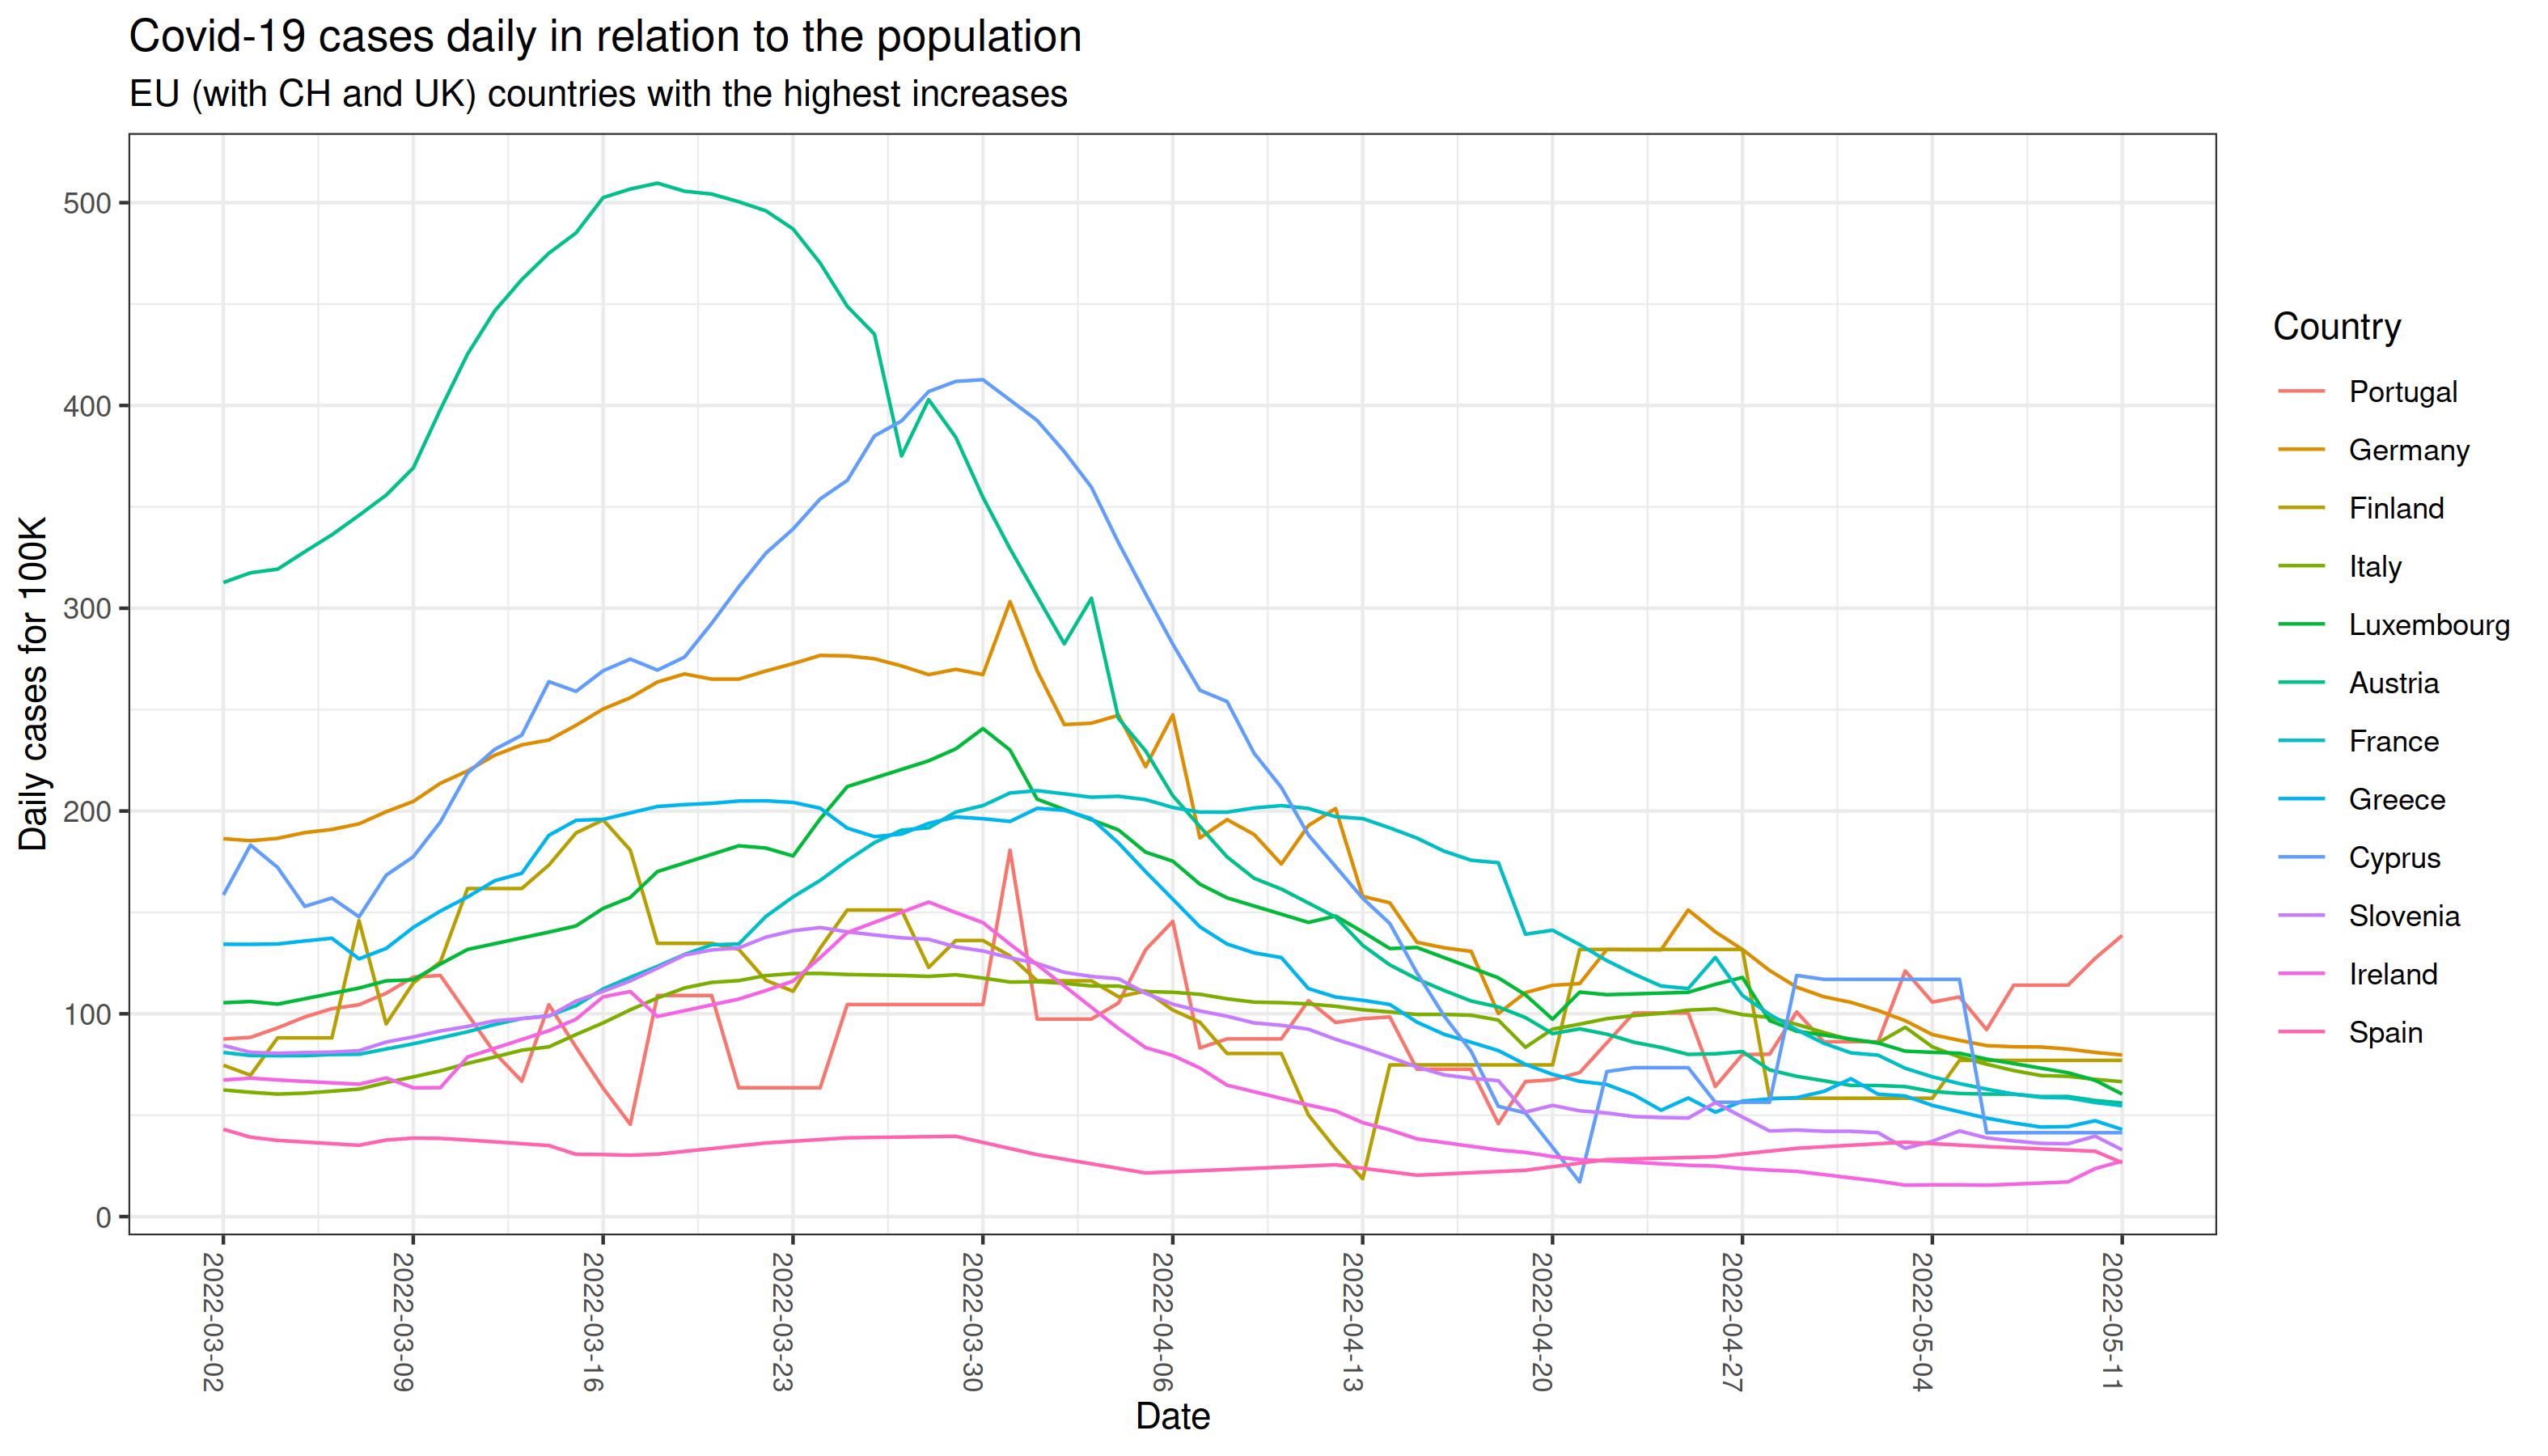 Covid-19 cases daily in relation to the population
EU (with CH and UK) countries with the highest increases
Daily cases for 100K
500
400
300
200
100
0
2022-03-02
2022-03-09
2022-03-16
2022-03-23
2022-03-30
2022-04-06
2022-04-13
2022-04-20
2022-04-27
2022-05-04
2022-05-11
Date
Country
Portugal
Germany
Finland
Italy
Luxembourg
Austria
France
Greece
Cyprus
Slovenia
Ireland
Spain